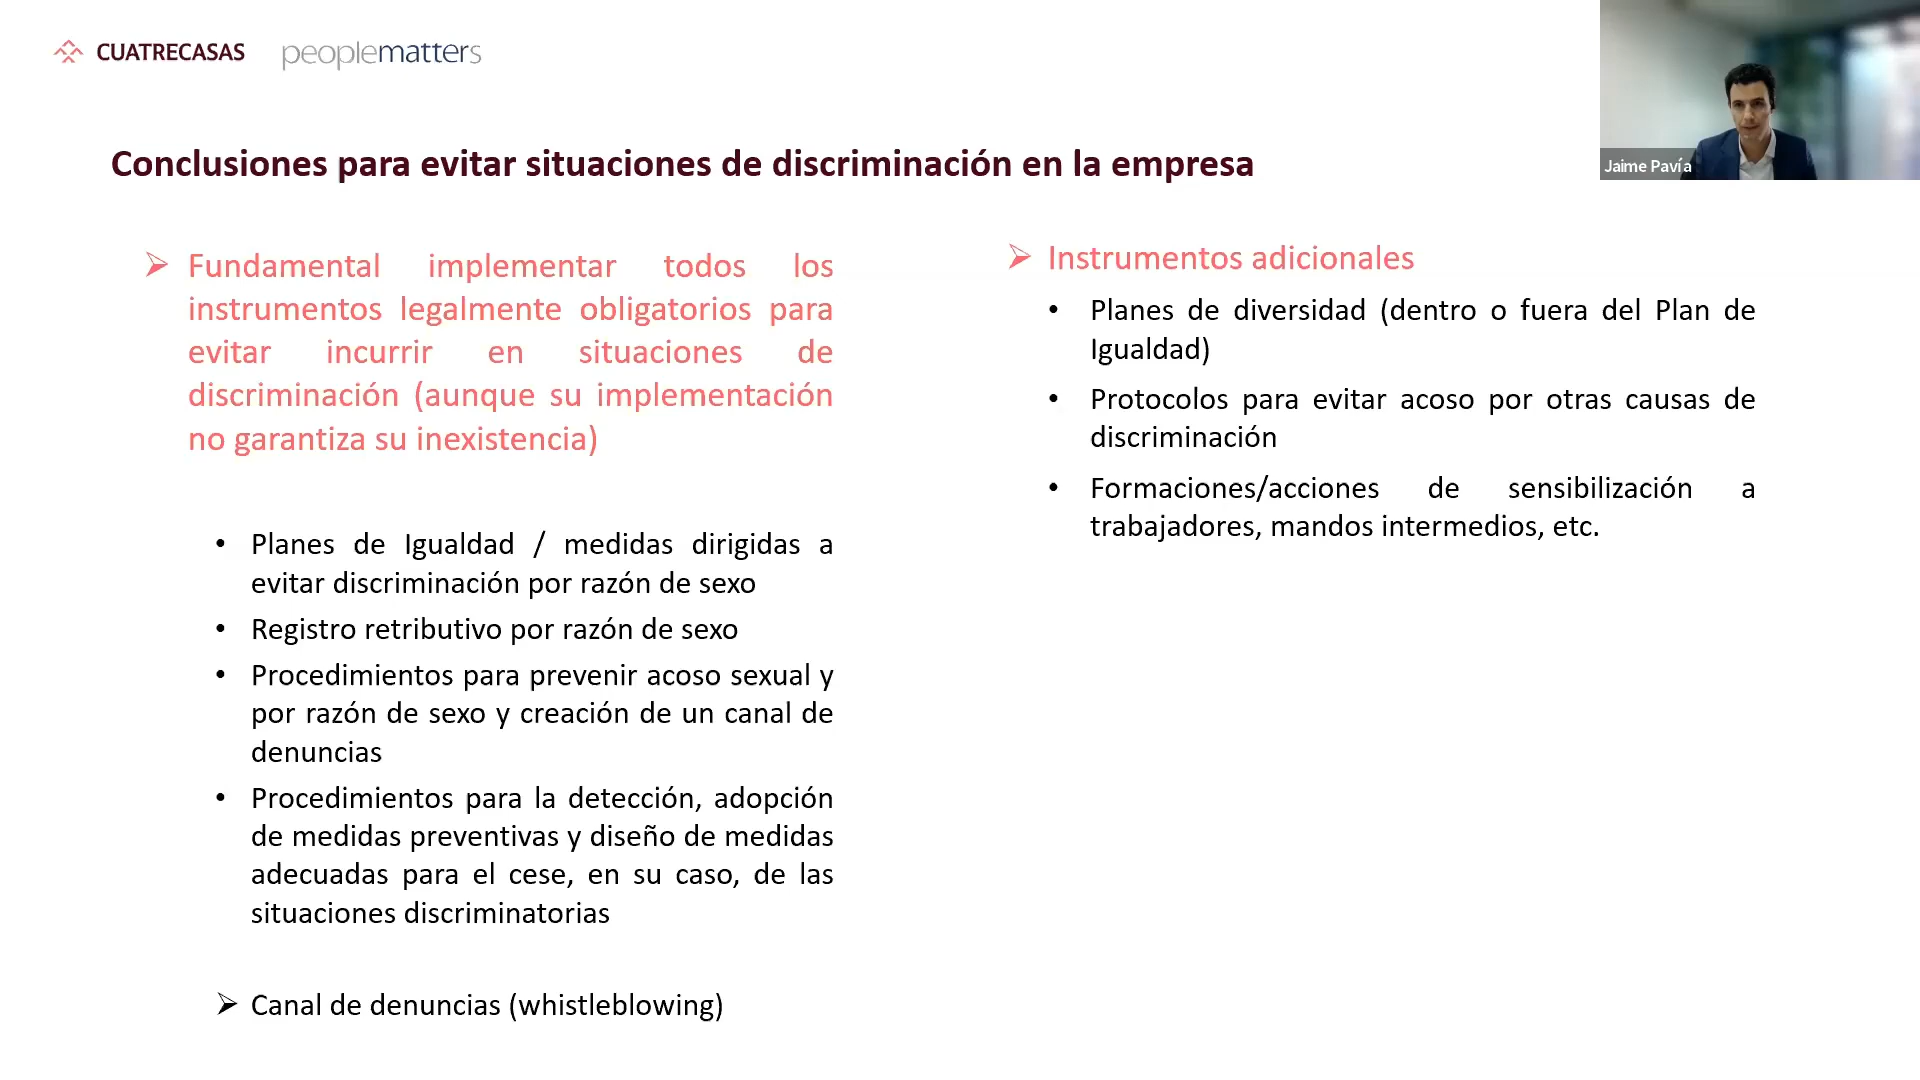 CUATRECASAS
peoplematters
Jaime Pavía
Conclusiones para evitar situaciones de discriminación en la empresa
➢ Fundamental implementar todos los
instrumentos legalmente obligatorios para
evitar incurrir en situaciones de
discriminación (aunque su implementación
no garantiza su inexistencia)
• Planes de Igualdad / medidas dirigidas a
evitar discriminación por razón de sexo
• Registro retributivo por razón de sexo
• Procedimientos para prevenir acoso sexual y
por razón de sexo y creación de un canal de
denuncias
• Procedimientos para la detección, adopción
de medidas preventivas y diseño de medidas
adecuadas para el cese, en su caso, de las
situaciones discriminatorias
➢ Canal de denuncias (whistleblowing)
➢ Instrumentos adicionales
• Planes de diversidad (dentro o fuera del Plan de
Igualdad)
• Protocolos para evitar acoso por otras causas de
discriminación
• Formaciones/acciones de sensibilización a
trabajadores, mandos intermedios, etc.